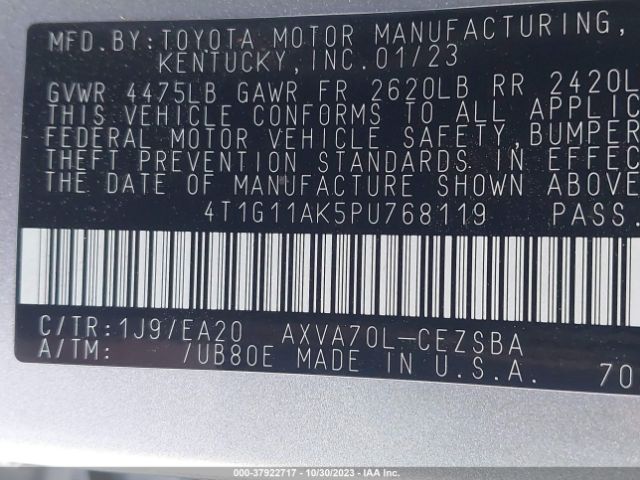 MFD.BY:TOYOTA MOTOR MANUFACTURING,
KENTUCKY,INC.01/23
GVWR 4475LB GAWR FR 2620LB RR 2420L
THIS VEHICLE CONFORMS TO ALL APPLIC
FEDERAL MOTOR VEHICLE SAFETY,BUMPER
THEFT PREVENTION STANDARDS IN EFFEC
THE DATE OF MANUFACTURE SHOWN ABOVE
4T1G11AK5PU768119 PASS.
C/TR:1J9/EA20 AXVA70L-CEZSBA
A/TM: /UB80E MADE IN U.S.A. 70
000-37922717 - 10/30/2023 - IAAI.COM